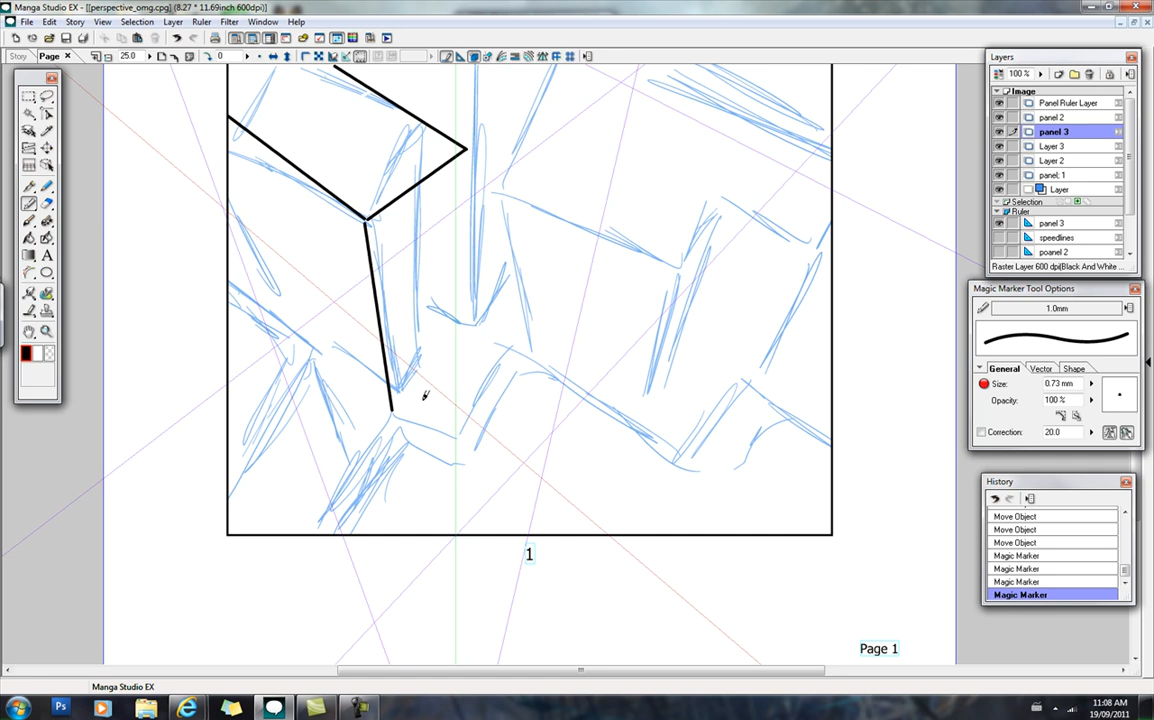 Manga Studio EX - [[perspective_omg.cpg] (8.27 * 11.69inch 600dpi)]
File Edit Story View Selection Layer Ruler Filter Window Help
Story Page 25.0 0
Layers
100 %
Image
Panel Ruler Layer
panel 2
panel 3
Layer 3
Layer 2
panel; 1
Layer
Selection
Ruler
panel 3
speedlines
poanel 2
Raster Layer 600 dpi(Black And White ...
Magic Marker Tool Options
1.0mm
General Vector Shape
Size: 0.73 mm
Opacity: 100 %
Correction: 20.0
History
Move Object
Move Object
Move Object
Magic Marker
Magic Marker
Magic Marker
Magic Marker
A
1
Page 1
Manga Studio EX
Ps
11:08 AM
19/09/2011